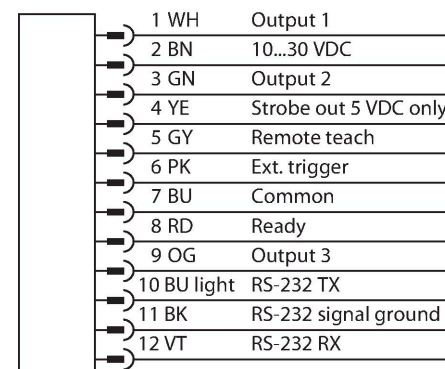 1 WH Output 1
2 BN 10...30 VDC
3 GN Output 2
4 YE Strobe out 5 VDC only
5 GY Remote teach
6 PK Ext. trigger
7 BU Common
8 RD Ready
9 OG Output 3
10 BU light RS-232 TX
11 BK RS-232 signal ground
12 VT RS-232 RX